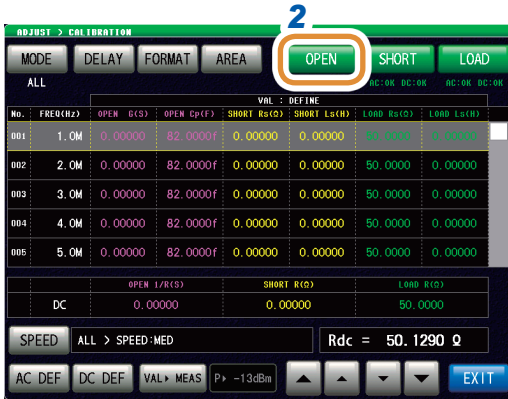 2
ADJUST > CALIBRATION
MODE DELAY FORMAT AREA OPEN SHORT LOAD
ALL AC:OK DC:OK AC:OK DC:OK
VAL : DEFINE
No. FREQ(Hz) OPEN G(S) OPEN Cp(F) SHORT Rs(Ω) SHORT Ls(H) LOAD Rs(Ω) LOAD Ls(H)
001 1.0M 0.00000 82.0000f 0.00000 0.00000 50.0000 0.00000
002 2.0M 0.00000 82.0000f 0.00000 0.00000 50.0000 0.00000
003 3.0M 0.00000 82.0000f 0.00000 0.00000 50.0000 0.00000
004 4.0M 0.00000 82.0000f 0.00000 0.00000 50.0000 0.00000
005 5.0M 0.00000 82.0000f 0.00000 0.00000 50.0000 0.00000
OPEN 1/R(S) SHORT R(Ω) LOAD R(Ω)
DC 0.00000 0.00000 50.0000
SPEED ALL > SPEED:MED Rdc = 50.1290 Ω
AC DEF DC DEF VAL▶MEAS P▶ -13dBm ▲ ▲ ▼ ▼ EXIT